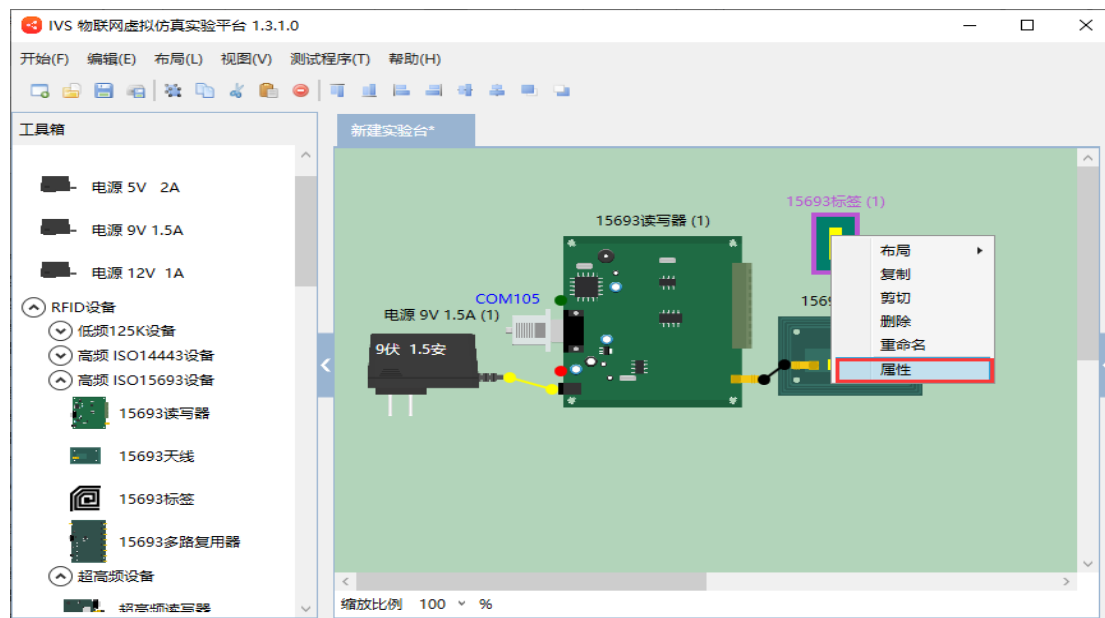 IVS 物联网虚拟仿真实验平台 1.3.1.0
开始(F) 编辑(E) 布局(L) 视图(V) 测试程序(T) 帮助(H)
工具箱
新建实验台*
电源 5V 2A
电源 9V 1.5A
电源 12V 1A
RFID设备
低频125K设备
高频 ISO14443设备
高频 ISO15693设备
15693读写器
15693天线
15693标签
15693多路复用器
超高频设备
超高频读写器
15693标签 (1)
15693读写器 (1)
COM105
电源 9V 1.5A (1)
9伏 1.5安
1569
布局
复制
剪切
删除
重命名
属性
缩放比例 100 %